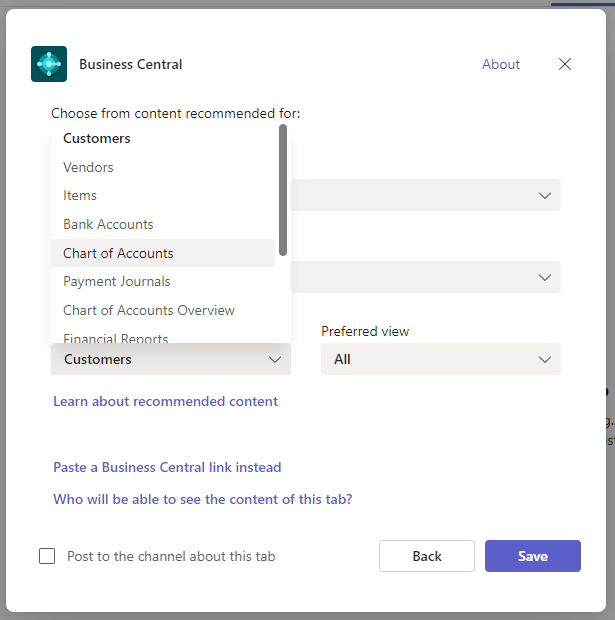 Business Central
About
Choose from content recommended for:
Customers
Vendors
Items
Bank Accounts
Chart of Accounts
Payment Journals
Chart of Accounts Overview
Financial Reports
Preferred view
Customers
All
Learn about recommended content
Paste a Business Central link instead
Who will be able to see the content of this tab?
Post to the channel about this tab
Back
Save